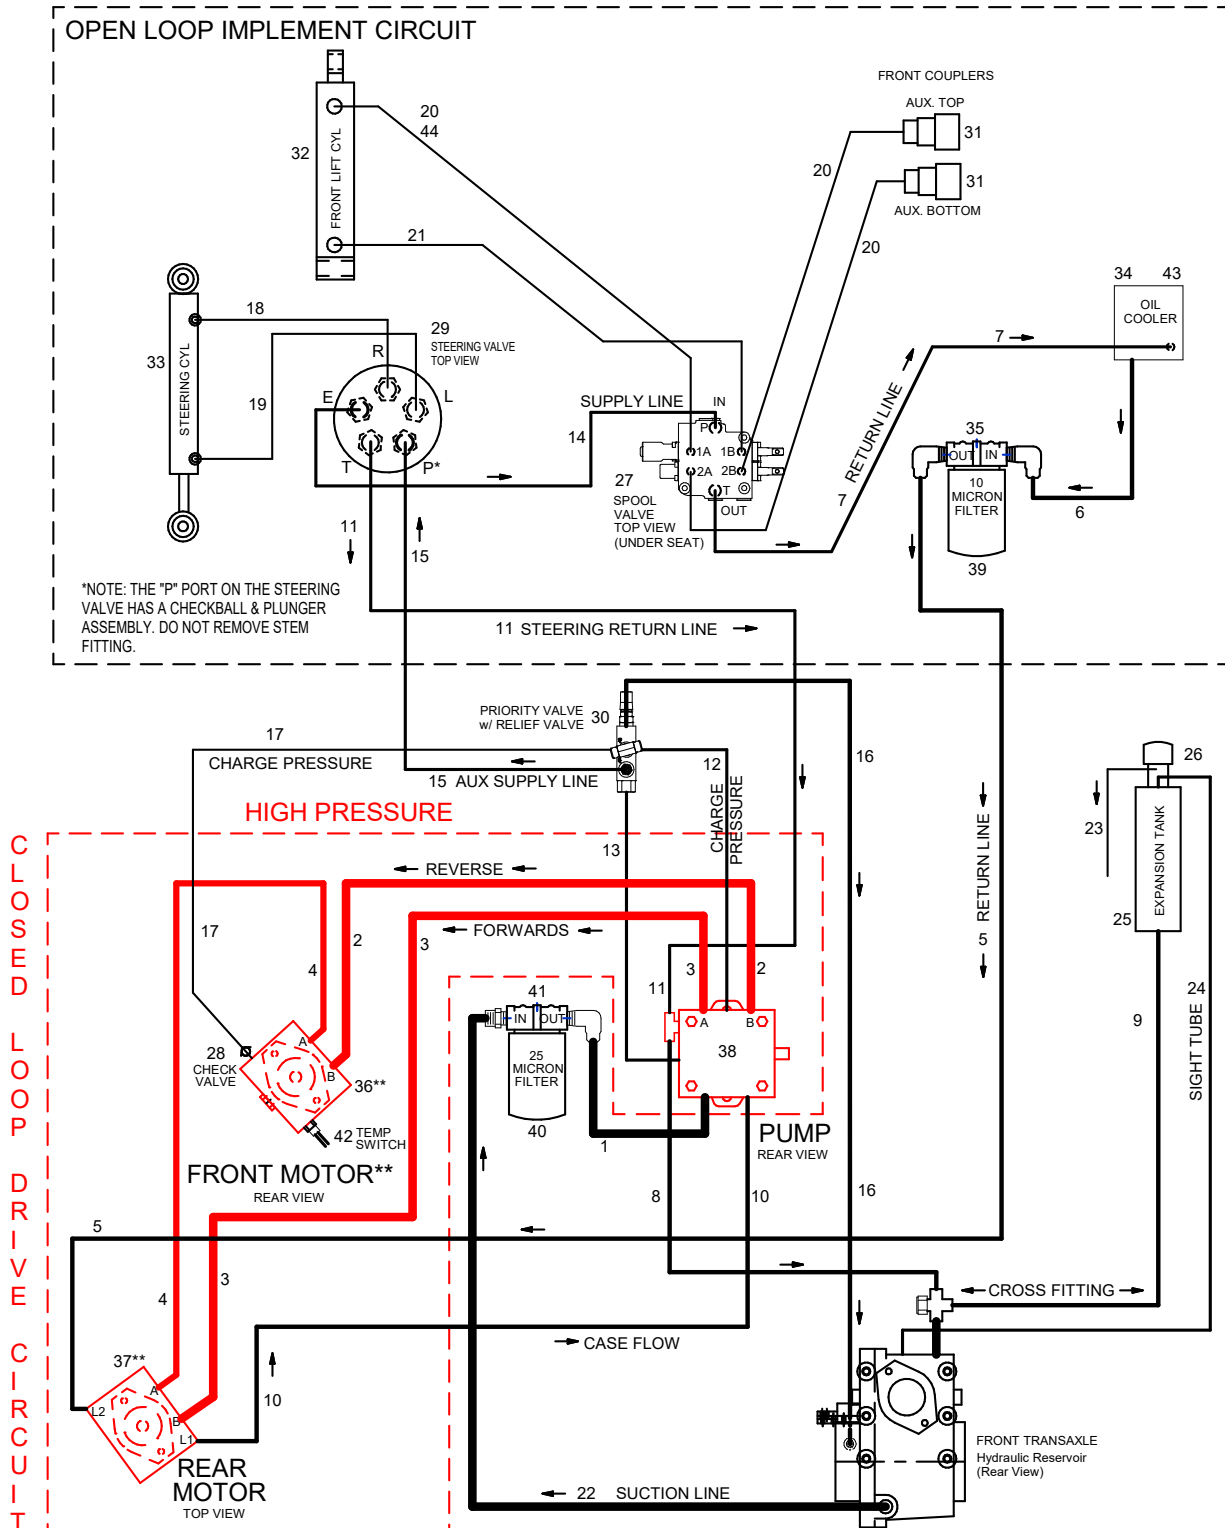 OPEN LOOP IMPLEMENT CIRCUIT
FRONT COUPLERS
AUX. TOP
31
31
AUX. BOTTOM
20
20
20
44
32
FRONT LIFT CYL
21
34 43
OIL
COOLER
7
18
29
STEERING VALVE
TOP VIEW
33
STEERING CYL
19
R
E
L
T
P*
SUPPLY LINE
IN
14
P
1A 1B
2A 2B
T
OUT
27
SPOOL
VALVE
TOP VIEW
(UNDER SEAT)
RETURN LINE
7
35
OUT IN
10
MICRON
FILTER
39
6
11
15
*NOTE: THE "P" PORT ON THE STEERING
VALVE HAS A CHECKBALL & PLUNGER
ASSEMBLY. DO NOT REMOVE STEM
FITTING.
11 STEERING RETURN LINE
PRIORITY VALVE
w/ RELIEF VALVE
30
17
CHARGE PRESSURE
15 AUX SUPPLY LINE
12
CHARGE
PRESSURE
16
26
23
EXPANSION TANK
25
HIGH PRESSURE
13
REVERSE
FORWARDS
17
4
2
3
3
2
RETURN LINE
5
24
SIGHT TUBE
9
CLOSED LOOP DRIVE CIRCUIT
11
41
IN OUT
25
MICRON
FILTER
40
A
B
38
28
CHECK
VALVE
A
B
36**
42
TEMP
SWITCH
1
PUMP
REAR VIEW
FRONT MOTOR**
REAR VIEW
8
10
16
5
3
4
CROSS FITTING
CASE FLOW
37**
A
B
L2
L1
10
REAR
MOTOR
TOP VIEW
22 SUCTION LINE
FRONT TRANSAXLE
Hydraulic Reservoir
(Rear View)